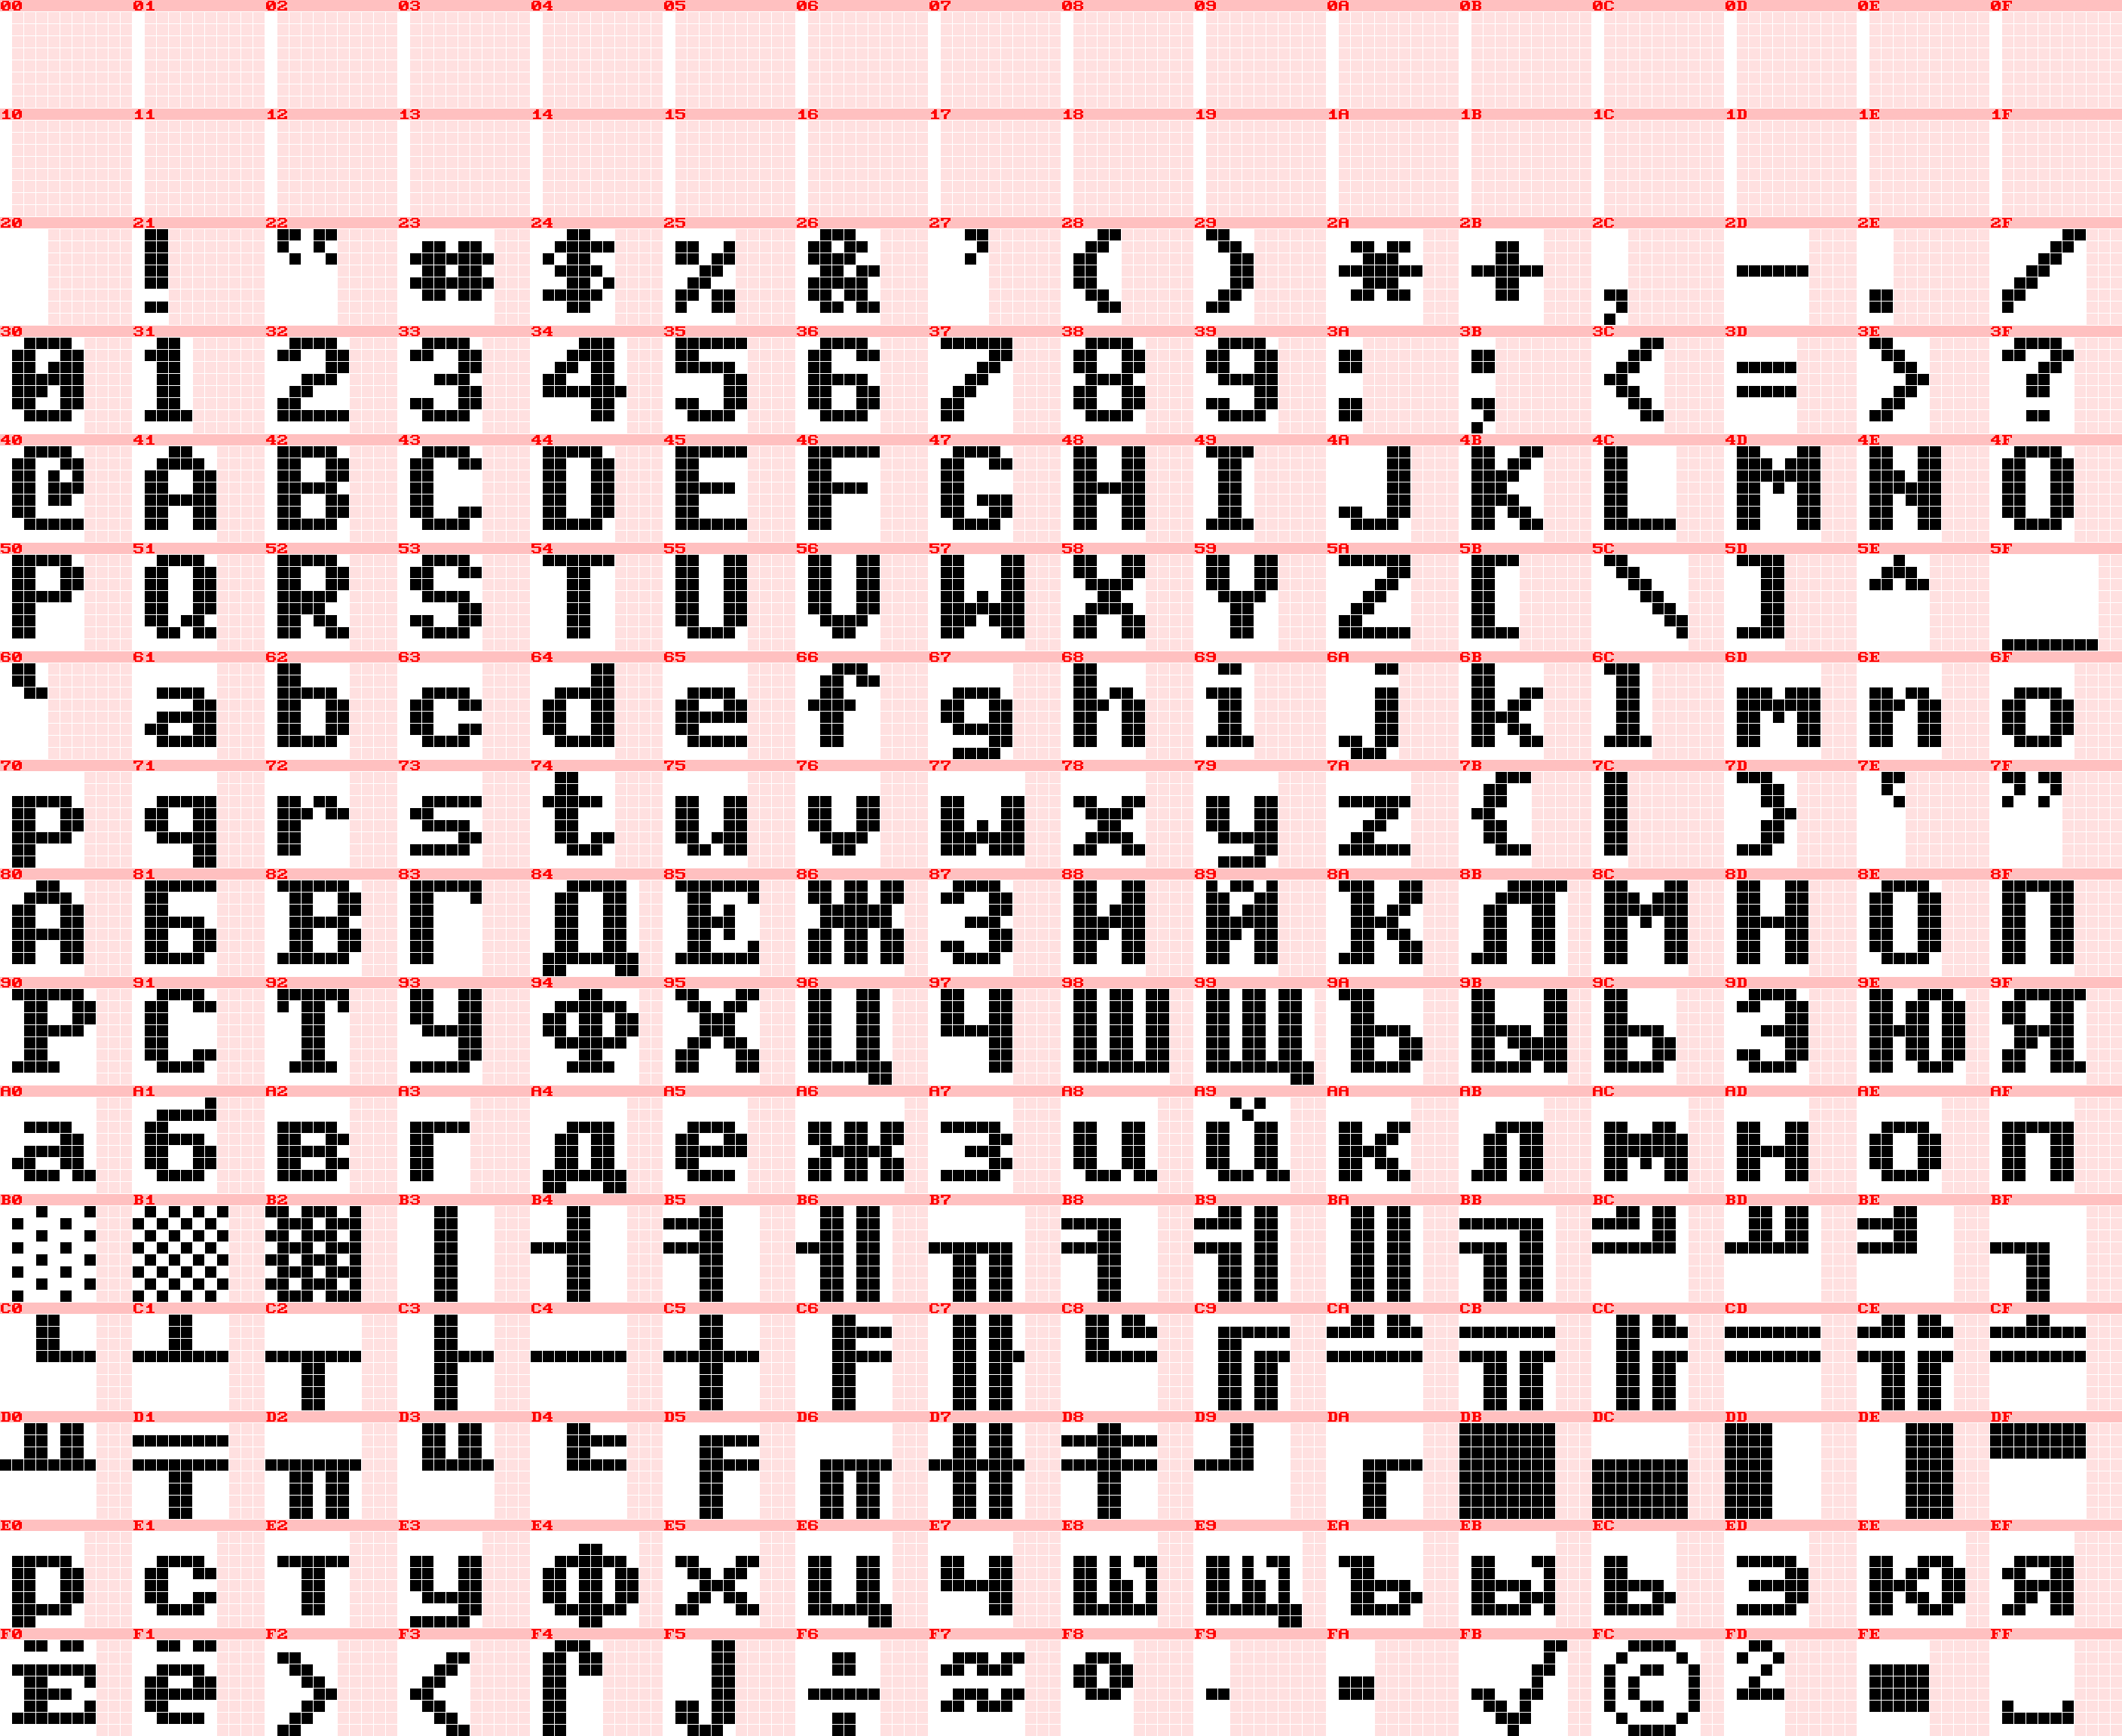 00 01 02 03 04 05 06 07 08 09 0A 0B 0C 0D 0E 0F
10 11 12 13 14 15 16 17 18 19 1A 1B 1C 1D 1E 1F
20 21 22 23 24 25 26 27 28 29 2A 2B 2C 2D 2E 2F
! “ # $ % & ’ ( ) * + , - . /
30 31 32 33 34 35 36 37 38 39 3A 3B 3C 3D 3E 3F
0 1 2 3 4 5 6 7 8 9 : ; < = > ?
40 41 42 43 44 45 46 47 48 49 4A 4B 4C 4D 4E 4F
@ A B C D E F G H I J K L M N O
50 51 52 53 54 55 56 57 58 59 5A 5B 5C 5D 5E 5F
P Q R S T U V W X Y Z [ \ ] ^ _
60 61 62 63 64 65 66 67 68 69 6A 6B 6C 6D 6E 6F
` a b c d e f g h i j k l m n o
70 71 72 73 74 75 76 77 78 79 7A 7B 7C 7D 7E 7F
p q r s t u v w x y z { | } ‘ ”
80 81 82 83 84 85 86 87 88 89 8A 8B 8C 8D 8E 8F
А Б В Г Д Е Ж З И Й К Л М Н О П
90 91 92 93 94 95 96 97 98 99 9A 9B 9C 9D 9E 9F
Р С Т У Ф Х Ц Ч Ш Щ Ъ Ы Ь Э Ю Я
A0 A1 A2 A3 A4 A5 A6 A7 A8 A9 AA AB AC AD AE AF
а б в г д е ж з и й к л м н о п
B0 B1 B2 B3 B4 B5 B6 B7 B8 B9 BA BB BC BD BE BF
░ ▒ ▓ │ ┤ ╡ ╢ ╖ ╕ ╣ ║ ╗ ╝ ╜ ╛ ┐
C0 C1 C2 C3 C4 C5 C6 C7 C8 C9 CA CB CC CD CE CF
└ ┴ ┬ ├ ─ ┼ ╞ ╟ ╚ ╔ ╩ ╦ ╠ ═ ╬ ╧
D0 D1 D2 D3 D4 D5 D6 D7 D8 D9 DA DB DC DD DE DF
╨ ╤ ╥ ╙ ╘ ╒ ╓ ╫ ╪ ┘ ┌ █ ▄ ▌ ▐ ▀
E0 E1 E2 E3 E4 E5 E6 E7 E8 E9 EA EB EC ED EE EF
р с т у ф х ц ч ш щ ъ ы ь э ю я
F0 F1 F2 F3 F4 F5 F6 F7 F8 F9 FA FB FC FD FE FF
Ё ё > < ⌠ ⌡ ÷ ≈ ° · ▪ √ © ² ■ ⎵